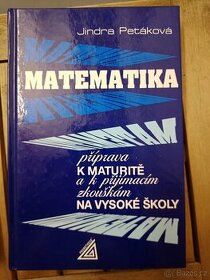 Jindra Petáková
MATEMATIKA
příprava
K MATURITĚ
a k přijímacím
zkouškám
NA VYSOKÉ ŠKOLY